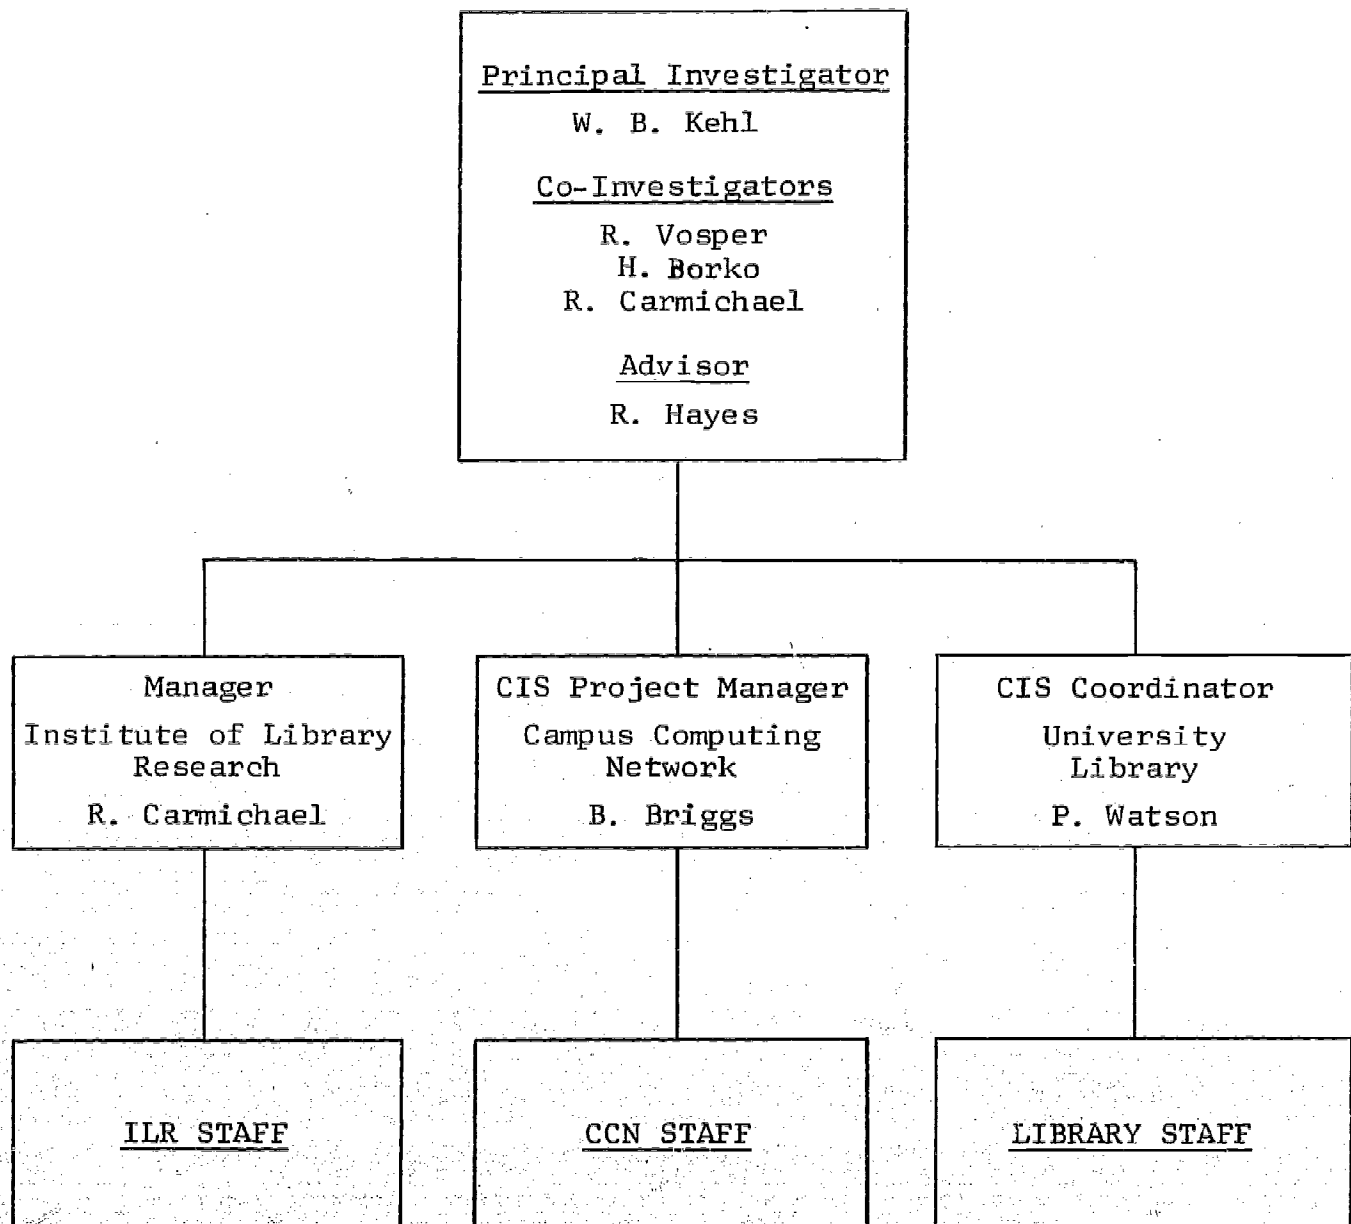 Principal Investigator
W. B. Kehl
Co-Investigators
R. Vosper
H. Borko
R. Carmichael
Advisor
R. Hayes
Manager
Institute of Library
Research
R. Carmichael
CIS Project Manager
Campus Computing
Network
B. Briggs
CIS Coordinator
University
Library
P. Watson
ILR STAFF
CCN STAFF
LIBRARY STAFF